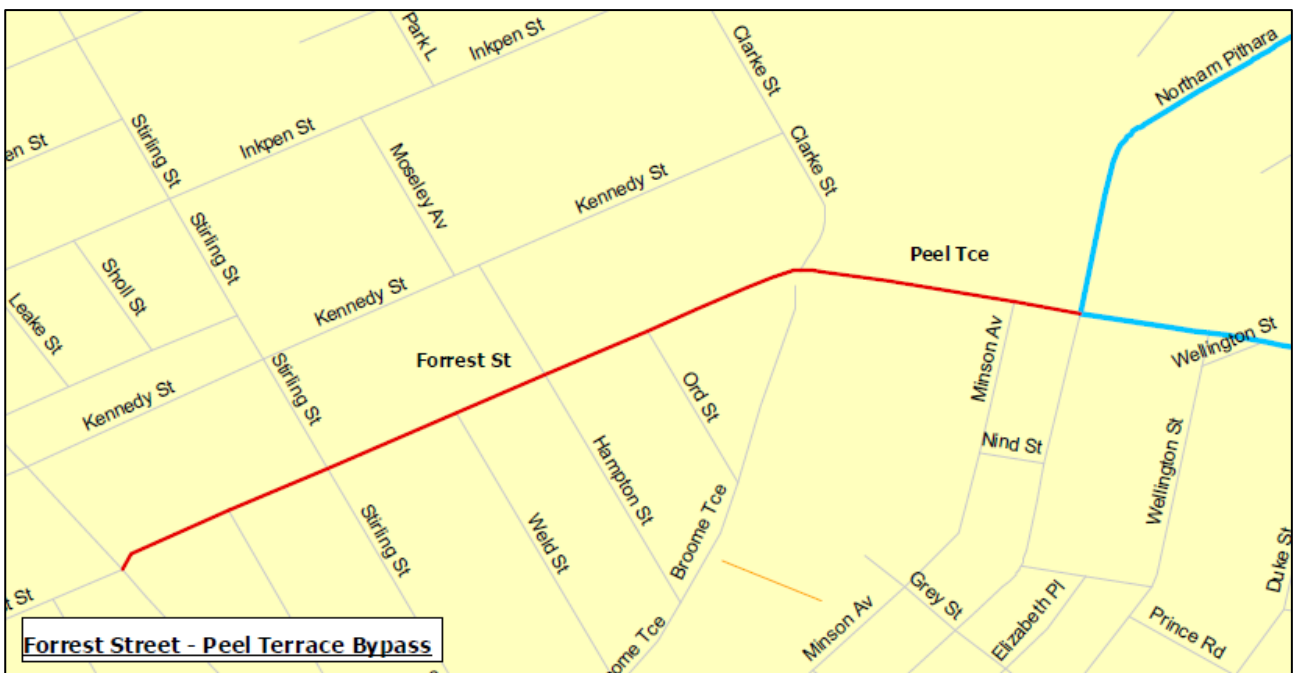 Park L
Inkpen St
Clarke St
Northam Pithara
en St
Stirling St
Inkpen St
Moseley Av
Clarke St
Kennedy St
Stirling St
Sholl St
Peel Tce
Leake St
Kennedy St
Forrest St
Minson Av
Wellington St
Stirling St
Kennedy St
Ord St
Nind St
Hampton St
Wellington St
Stirling St
Weld St
Broome Tce
Duke St
t St
Grey St
Elizabeth Pl
Minson Av
Prince Rd
ome Tce
Forrest Street - Peel Terrace Bypass